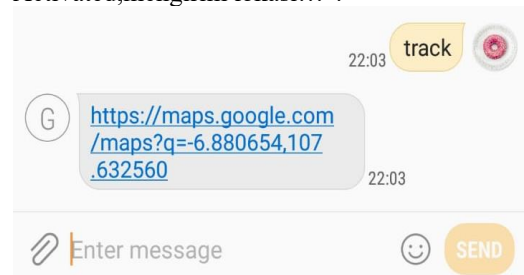 22:03 track
G
https://maps.google.com
/maps?q=-6.880654,107
.632560
22:03
Enter message
SEND